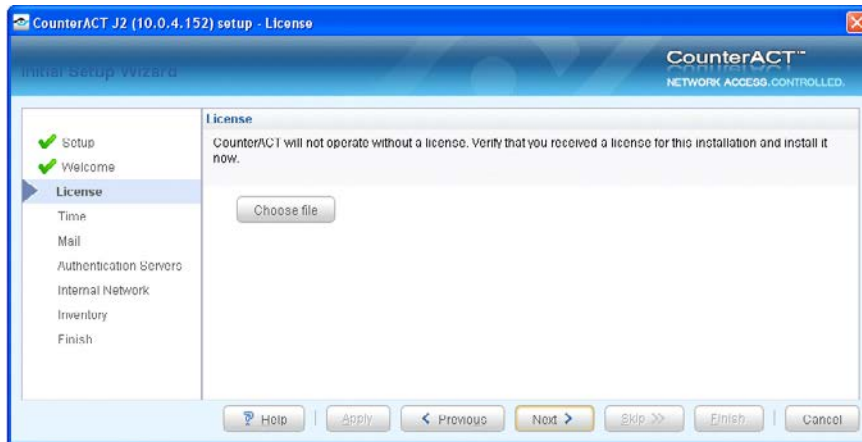 CounterACT J2 (10.0.4.152) setup - License
Initial Setup Wizard
CounterACT™
NETWORK ACCESS.CONTROLLED.
Setup
Welcome
License
Time
Mail
Authentication Servers
Internal Network
Inventory
Finish
License
CounterACT will not operate without a license. Verify that you received a license for this installation and install it
now.
Choose file
Help
Apply
Previous
Next
Skip
Finish
Cancel